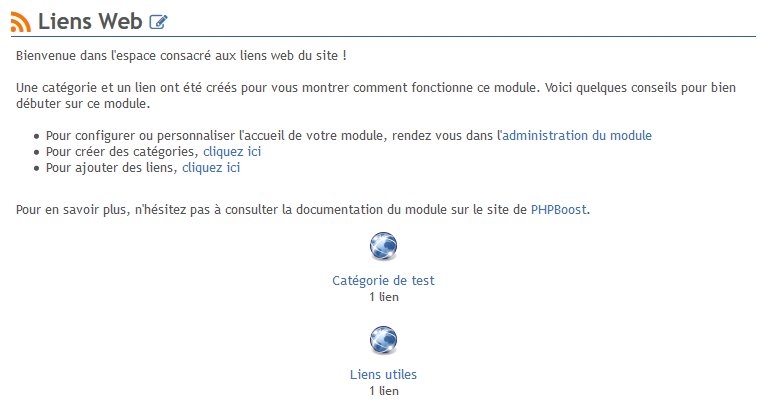 Liens Web
Bienvenue dans l'espace consacré aux liens web du site !
Une catégorie et un lien ont été créés pour vous montrer comment fonctionne ce module. Voici quelques conseils pour bien
débuter sur ce module.
Pour configurer ou personnaliser l'accueil de votre module, rendez vous dans l'administration du module
Pour créer des catégories, cliquez ici
Pour ajouter des liens, cliquez ici
Pour en savoir plus, n'hésitez pas à consulter la documentation du module sur le site de PHPBoost.
Catégorie de test
1 lien
Liens utiles
1 lien